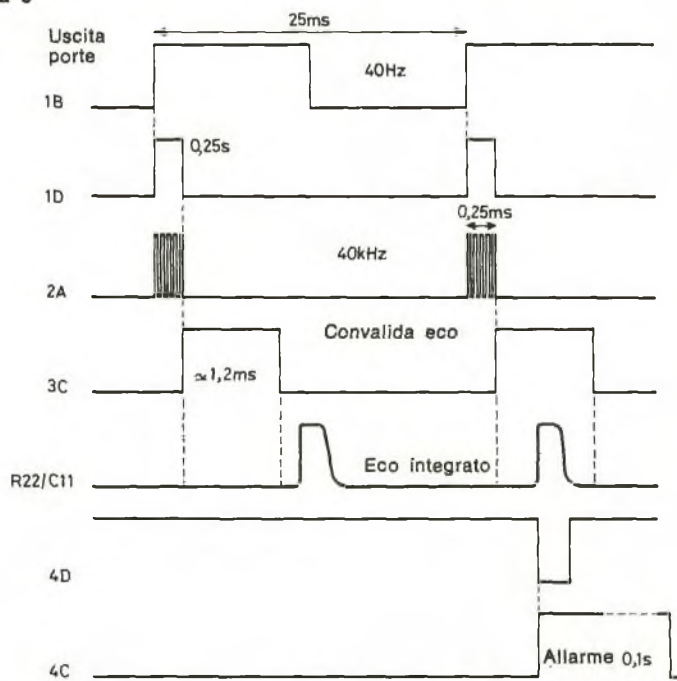 25ms
Uscita
porte
40Hz
1B
0,25s
1D
0,25ms
40kHz
2A
Convalida eco
≃1,2ms
3C
Eco integrato
R22/C11
4D
Allarme 0,1s
4C